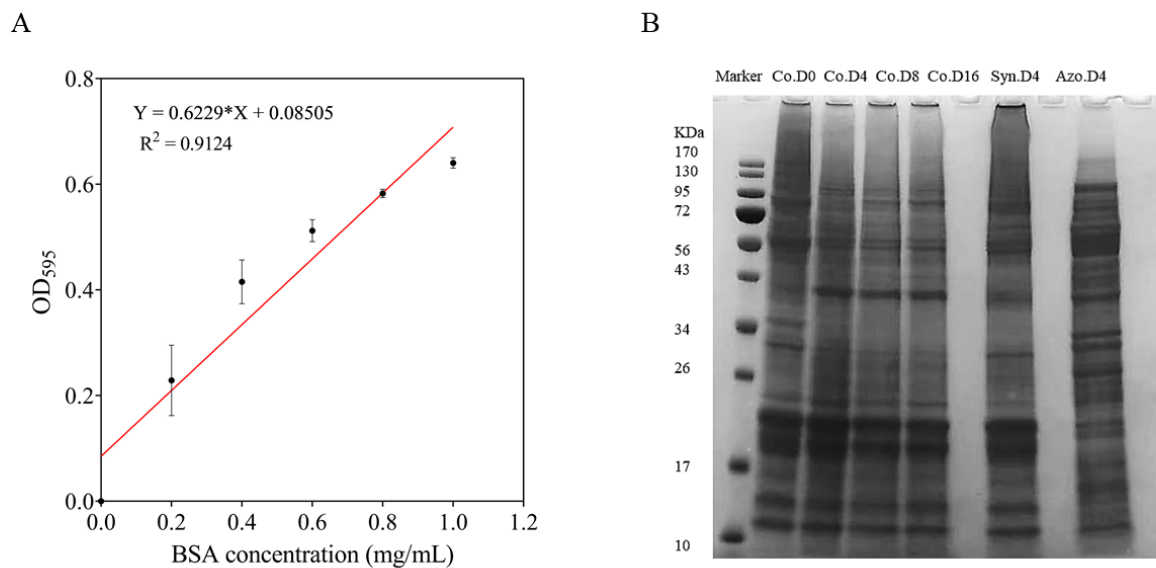 A
B
0.8
0.6
0.4
0.2
0.0
Y = 0.6229*X + 0.08505
R² = 0.9124
OD₅₉₅
0.0 0.2 0.4 0.6 0.8 1.0 1.2
BSA concentration (mg/mL)
Marker Co.D0 Co.D4 Co.D8 Co.D16 Syn.D4 Azo.D4
KDa
170
130
95
72
56
43
34
26
17
10